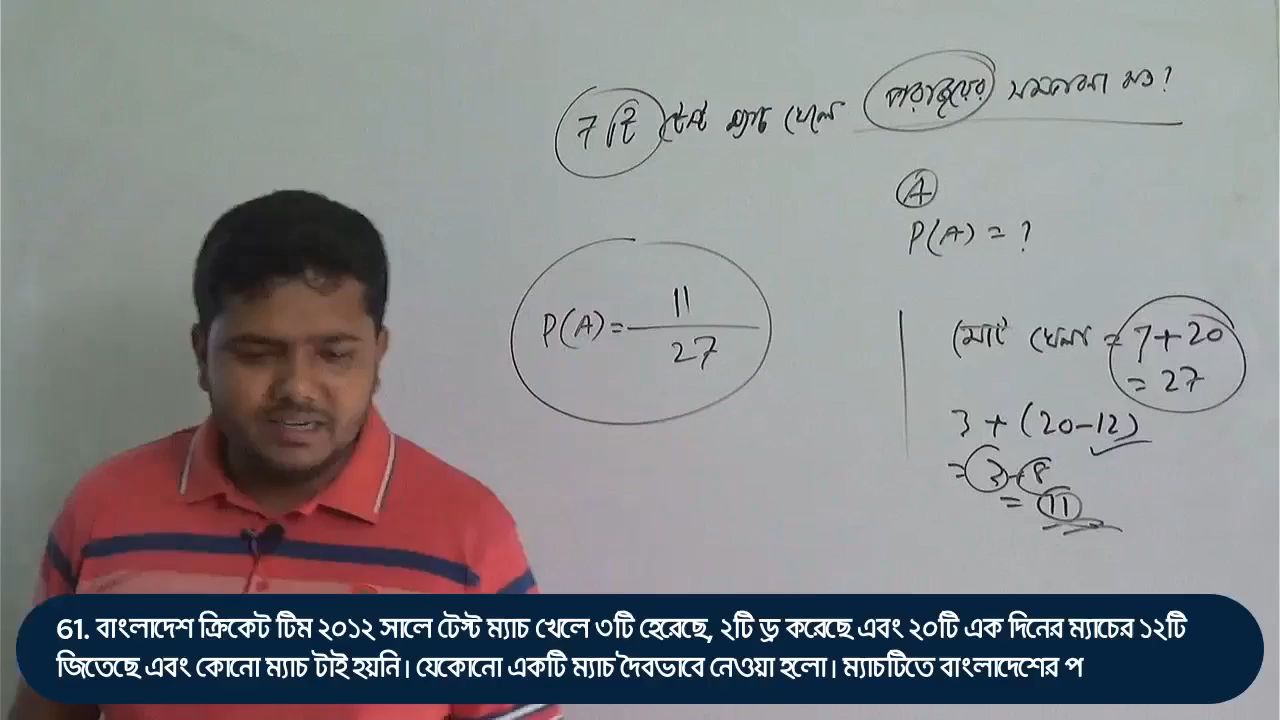 7টি টেস্ট ম্যাচ খেলে পরাজয়ের সম্ভাবনা কত?
A
P(A) = ?
P(A) = 11/27
মোট খেলা = 7+20
= 27
3 + (20-12)
= 3+8
= 11
61. বাংলাদেশ ক্রিকেট টিম ২০১২ সালে টেস্ট ম্যাচ খেলে ৩টি হেরেছে, ২টি ড্র করেছে এবং ২০টি এক দিনের ম্যাচের ১২টি
জিতেছে এবং কোনো ম্যাচ টাই হয়নি। যেকোনো একটি ম্যাচ দৈবভাবে নেওয়া হলো। ম্যাচটিতে বাংলাদেশের প